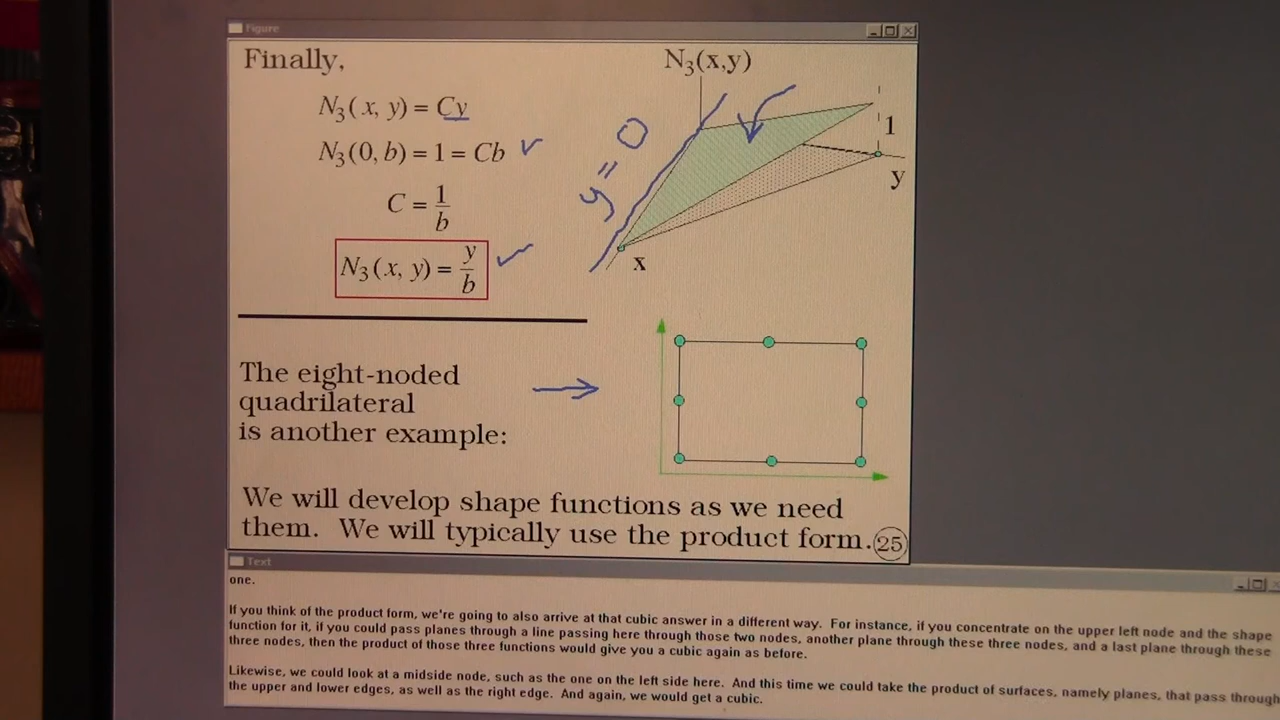 Figure
Finally,
N₃(x, y) = Cy
N₃(0, b) = 1 = Cb
C = 1/b
N₃(x, y) = y/b
N₃(x,y)
y = 0
1
y
x
The eight-noded
quadrilateral
is another example:
We will develop shape functions as we need
them. We will typically use the product form.
25
Text
one.
If you think of the product form, we're going to also arrive at that cubic answer in a different way. For instance, if you concentrate on the upper left node and the shape
function for it, if you could pass planes through a line passing here through those two nodes, another plane through these three nodes, and a last plane through these
three nodes, then the product of those three functions would give you a cubic again as before.
Likewise, we could look at a midside node, such as the one on the left side here. And this time we could take the product of surfaces, namely planes, that pass through
the upper and lower edges, as well as the right edge. And again, we would get a cubic.